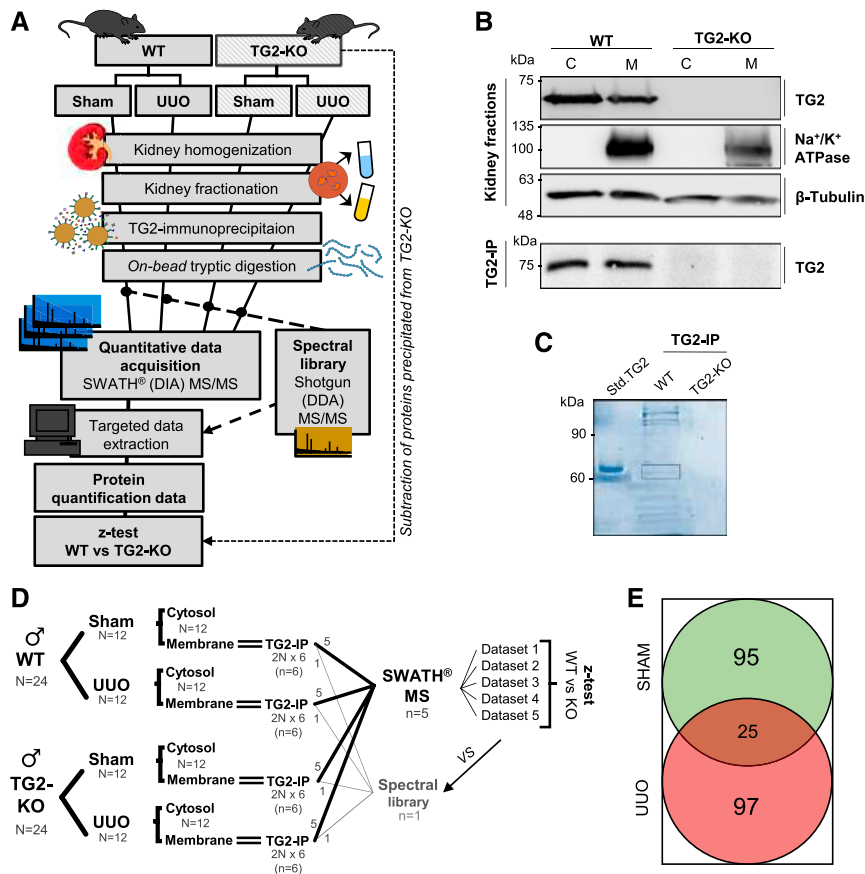 A
WT
TG2-KO
Sham
UUO
Sham
UUO
Kidney homogenization
Kidney fractionation
TG2-immunoprecipitaion
On-bead tryptic digestion
Quantitative data
acquisition
SWATH® (DIA) MS/MS
Spectral
library
Shotgun
(DDA)
MS/MS
Targeted data
extraction
Protein
quantification data
z-test
WT vs TG2-KO
Subtraction of proteins precipitated from TG2-KO
B
WT
TG2-KO
kDa
C
M
C
M
75
TG2
135
100
Na⁺/K⁺
ATPase
63
48
β-Tubulin
Kidney fractions
kDa
75
TG2
TG2-IP
C
TG2-IP
Std.TG2
WT
TG2-KO
kDa
90
60
D
♂
WT
N=24
Sham
N=12
Cytosol
N=12
Membrane
TG2-IP
2N x 6
(n=6)
5
1
UUO
N=12
Cytosol
N=12
Membrane
TG2-IP
2N x 6
(n=6)
5
1
♂
TG2-
KO
N=24
Sham
N=12
Cytosol
N=12
Membrane
TG2-IP
2N x 6
(n=6)
5
1
UUO
N=12
Cytosol
N=12
Membrane
TG2-IP
2N x 6
(n=6)
5
1
SWATH®
MS
n=5
Dataset 1
Dataset 2
Dataset 3
Dataset 4
Dataset 5
z-test
WT vs KO
VS
Spectral
library
n=1
E
SHAM
95
25
UUO
97